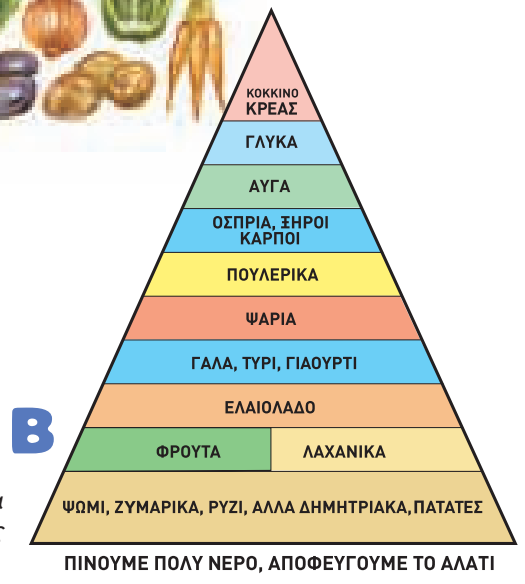 ΚΟΚΚΙΝΟ
ΚΡΕΑΣ
ΓΛΥΚΑ
ΑΥΓΑ
ΟΣΠΡΙΑ, ΞΗΡΟΙ
ΚΑΡΠΟΙ
ΠΟΥΛΕΡΙΚΑ
ΨΑΡΙΑ
ΓΑΛΑ, ΤΥΡΙ, ΓΙΑΟΥΡΤΙ
ΕΛΑΙΟΛΑΔΟ
Β
ΦΡΟΥΤΑ ΛΑΧΑΝΙΚΑ
ΨΩΜΙ, ΖΥΜΑΡΙΚΑ, ΡΥΖΙ, ΑΛΛΑ ΔΗΜΗΤΡΙΑΚΑ,ΠΑΤΑΤΕΣ
ΠΙΝΟΥΜΕ ΠΟΛΥ ΝΕΡΟ, ΑΠΟΦΕΥΓΟΥΜΕ ΤΟ ΑΛΑΤΙ